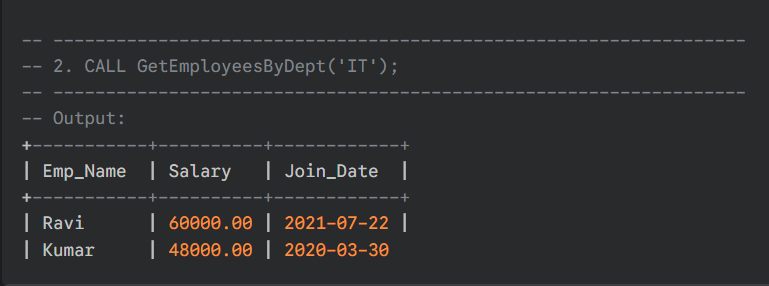 -- ------------------------------------------------------------------
-- 2. CALL GetEmployeesByDept('IT');
-- ------------------------------------------------------------------
-- Output:
+-----------+----------+------------+
| Emp_Name  | Salary   | Join_Date  |
+-----------+----------+------------+
| Ravi      | 60000.00 | 2021-07-22 |
| Kumar     | 48000.00 | 2020-03-30